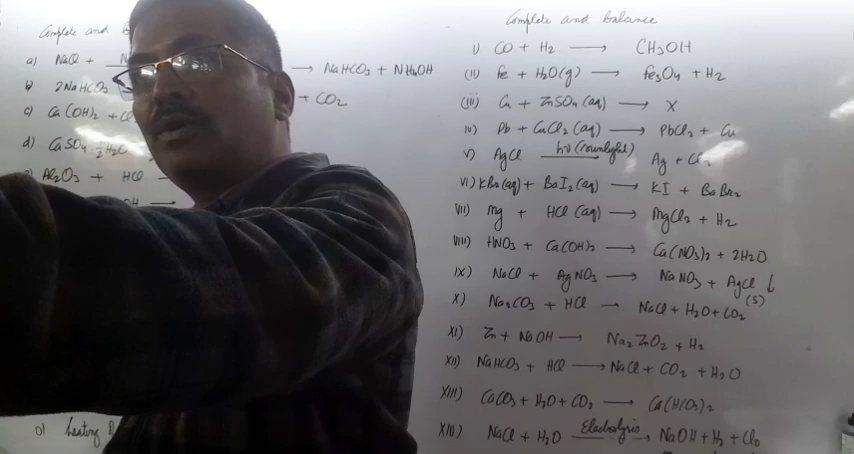 Complete and
a) NaCl + N → NaHCO3 + NH4OH
b) 2NaHCO3 + CO2
c) Ca(OH)2 + Cl
d) CaSO4 ½H2O
Al2O3 + HCl
OH →
o) heating
Complete and balance
i) CO + H2 → CH3OH
(ii) Fe + H2O(g) → Fe3O4 + H2
(iii) Cu + ZnSO4 (aq) → X
iv) Pb + CuCl2 (aq) → PbCl2 + Cu
v) AgCl hν (sunlight) → Ag + Cl2
vi) KBr(aq) + BaI2(aq) → KI + BaBr2
vii) Mg + HCl (aq) → MgCl2 + H2
viii) HNO3 + Ca(OH)2 → Ca(NO3)2 + 2H2O
ix) NaCl + AgNO3 → NaNO3 + AgCl ↓
(s)
x) Na2CO3 + HCl → NaCl + H2O + CO2
xi) Zn + NaOH → Na2ZnO2 + H2
xii) NaHCO3 + HCl → NaCl + CO2 + H2O
xiii) CaCO3 + H2O + CO2 → Ca(HCO3)2
xiv) NaCl + H2O Electrolysis → NaOH + H2 + Cl2